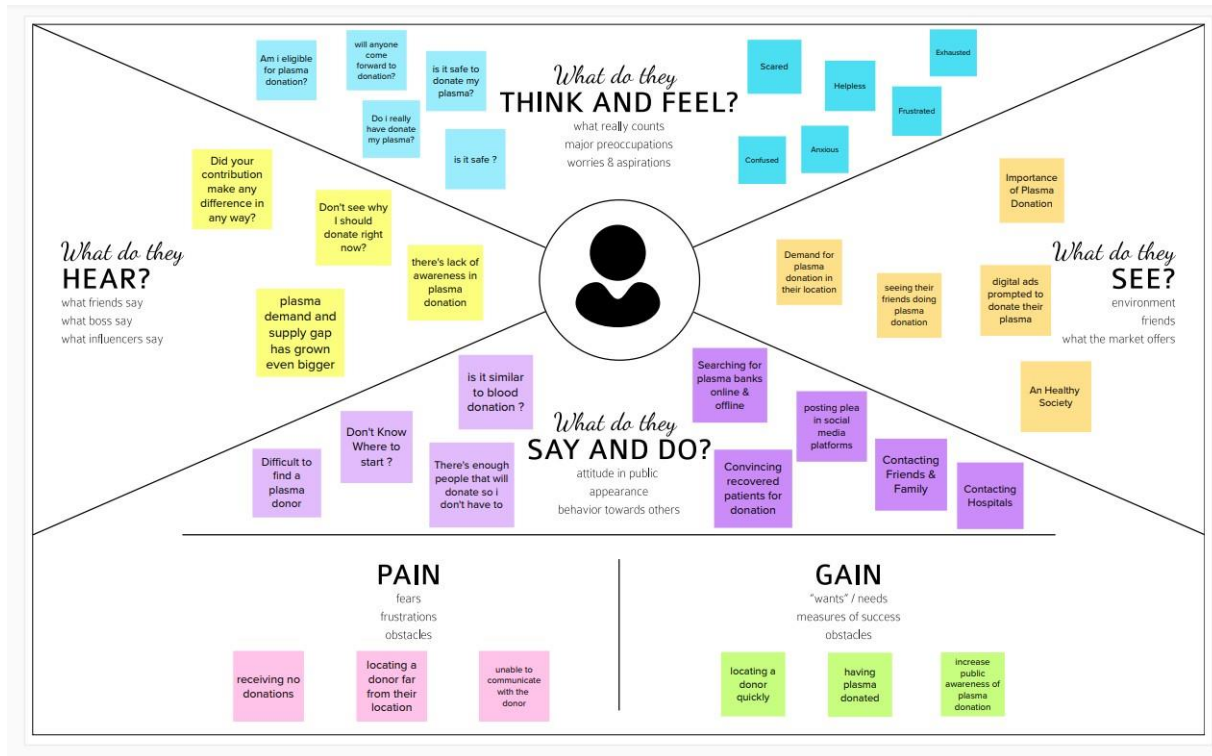 Am i eligible
for plasma
donation?
will anyone
come
forward to
donation?
is it safe to
donate my
plasma?
Do i really
have donate
my plasma?
is it safe ?
What do they
THINK AND FEEL?
what really counts
major preoccupations
worries & aspirations
Scared
Helpless
Exhausted
Frustrated
Confused
Anxious
Did your
contribution
make any
difference in
any way?
Don't see why
I should
donate right
now?
there's lack of
awareness in
plasma
donation
plasma
demand and
supply gap
has grown
even bigger
What do they
HEAR?
what friends say
what boss say
what influencers say
Importance
of Plasma
Donation
Demand for
plasma
donation in
their location
seeing their
friends doing
plasma
donation
digital ads
prompted to
donate their
plasma
An Healthy
Society
What do they
SEE?
environment
friends
what the market offers
is it similar
to blood
donation ?
Don't Know
Where to
start ?
Difficult to
find a
plasma
donor
There's enough
people that will
donate so i
don't have to
What do they
SAY AND DO?
attitude in public
appearance
behavior towards others
Searching for
plasma banks
online &
offline
posting plea
in social
media
platforms
Convincing
recovered
patients for
donation
Contacting
Friends &
Family
Contacting
Hospitals
PAIN
fears
frustrations
obstacles
receiving no
donations
locating a
donor far
from their
location
unable to
communicate
with the
donor
GAIN
"wants" / needs
measures of success
obstacles
locating a
donor
quickly
having
plasma
donated
increase
public
awareness of
plasma
donation